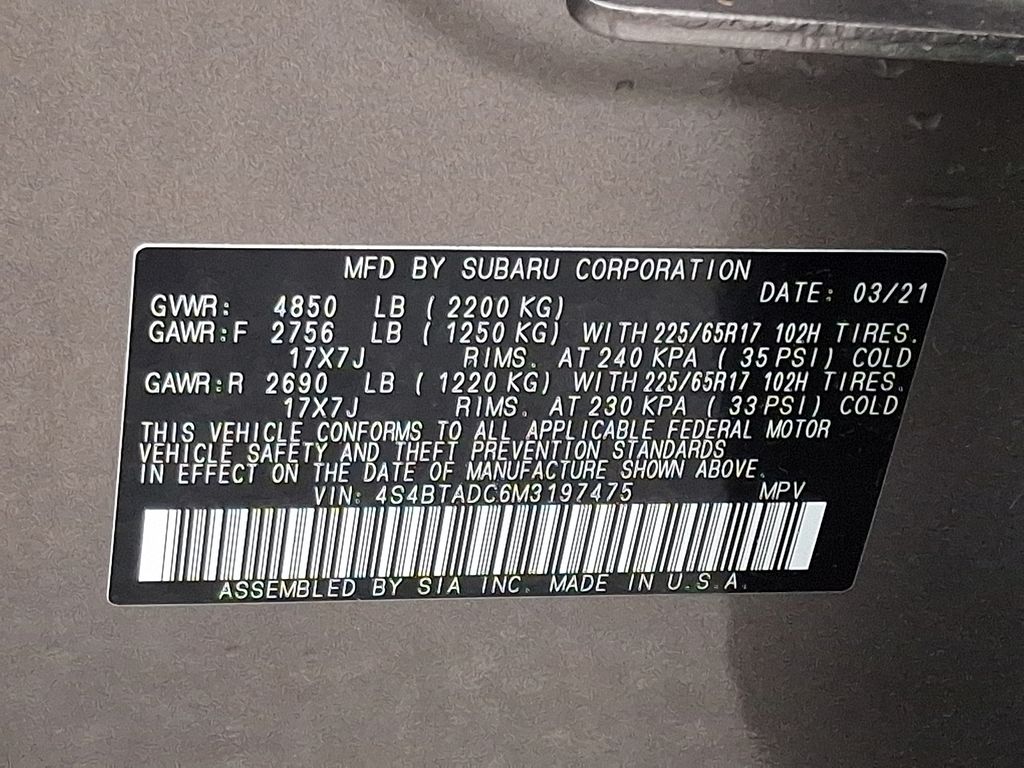 MFD BY SUBARU CORPORATION
DATE: 03/21
GVWR: 4850 LB ( 2200 KG)
GAWR:F 2756 LB ( 1250 KG) WITH 225/65R17 102H TIRES.
17X7J RIMS. AT 240 KPA ( 35 PSI) COLD
GAWR:R 2690 LB ( 1220 KG) WITH 225/65R17 102H TIRES.
17X7J RIMS. AT 230 KPA ( 33 PSI) COLD
THIS VEHICLE CONFORMS TO ALL APPLICABLE FEDERAL MOTOR
VEHICLE SAFETY AND THEFT PREVENTION STANDARDS
IN EFFECT ON THE DATE OF MANUFACTURE SHOWN ABOVE.
VIN: 4S4BTADC6M3197475 MPV
ASSEMBLED BY SIA INC. MADE IN U.S.A.